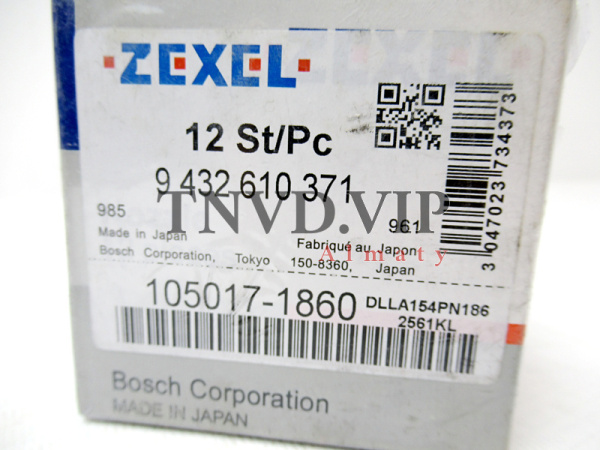 ·ZEXEL·
12 St/Pc
9 432 610 371
TNVD.VIP
Almaty
985
961
Made in Japan
Fabriqué au Japon
Bosch Corporation, Tokyo 150-8360, Japan
3 047023 734373
105017-1860 DLLA154PN186
2561KL
Bosch Corporation
MADE IN JAPAN